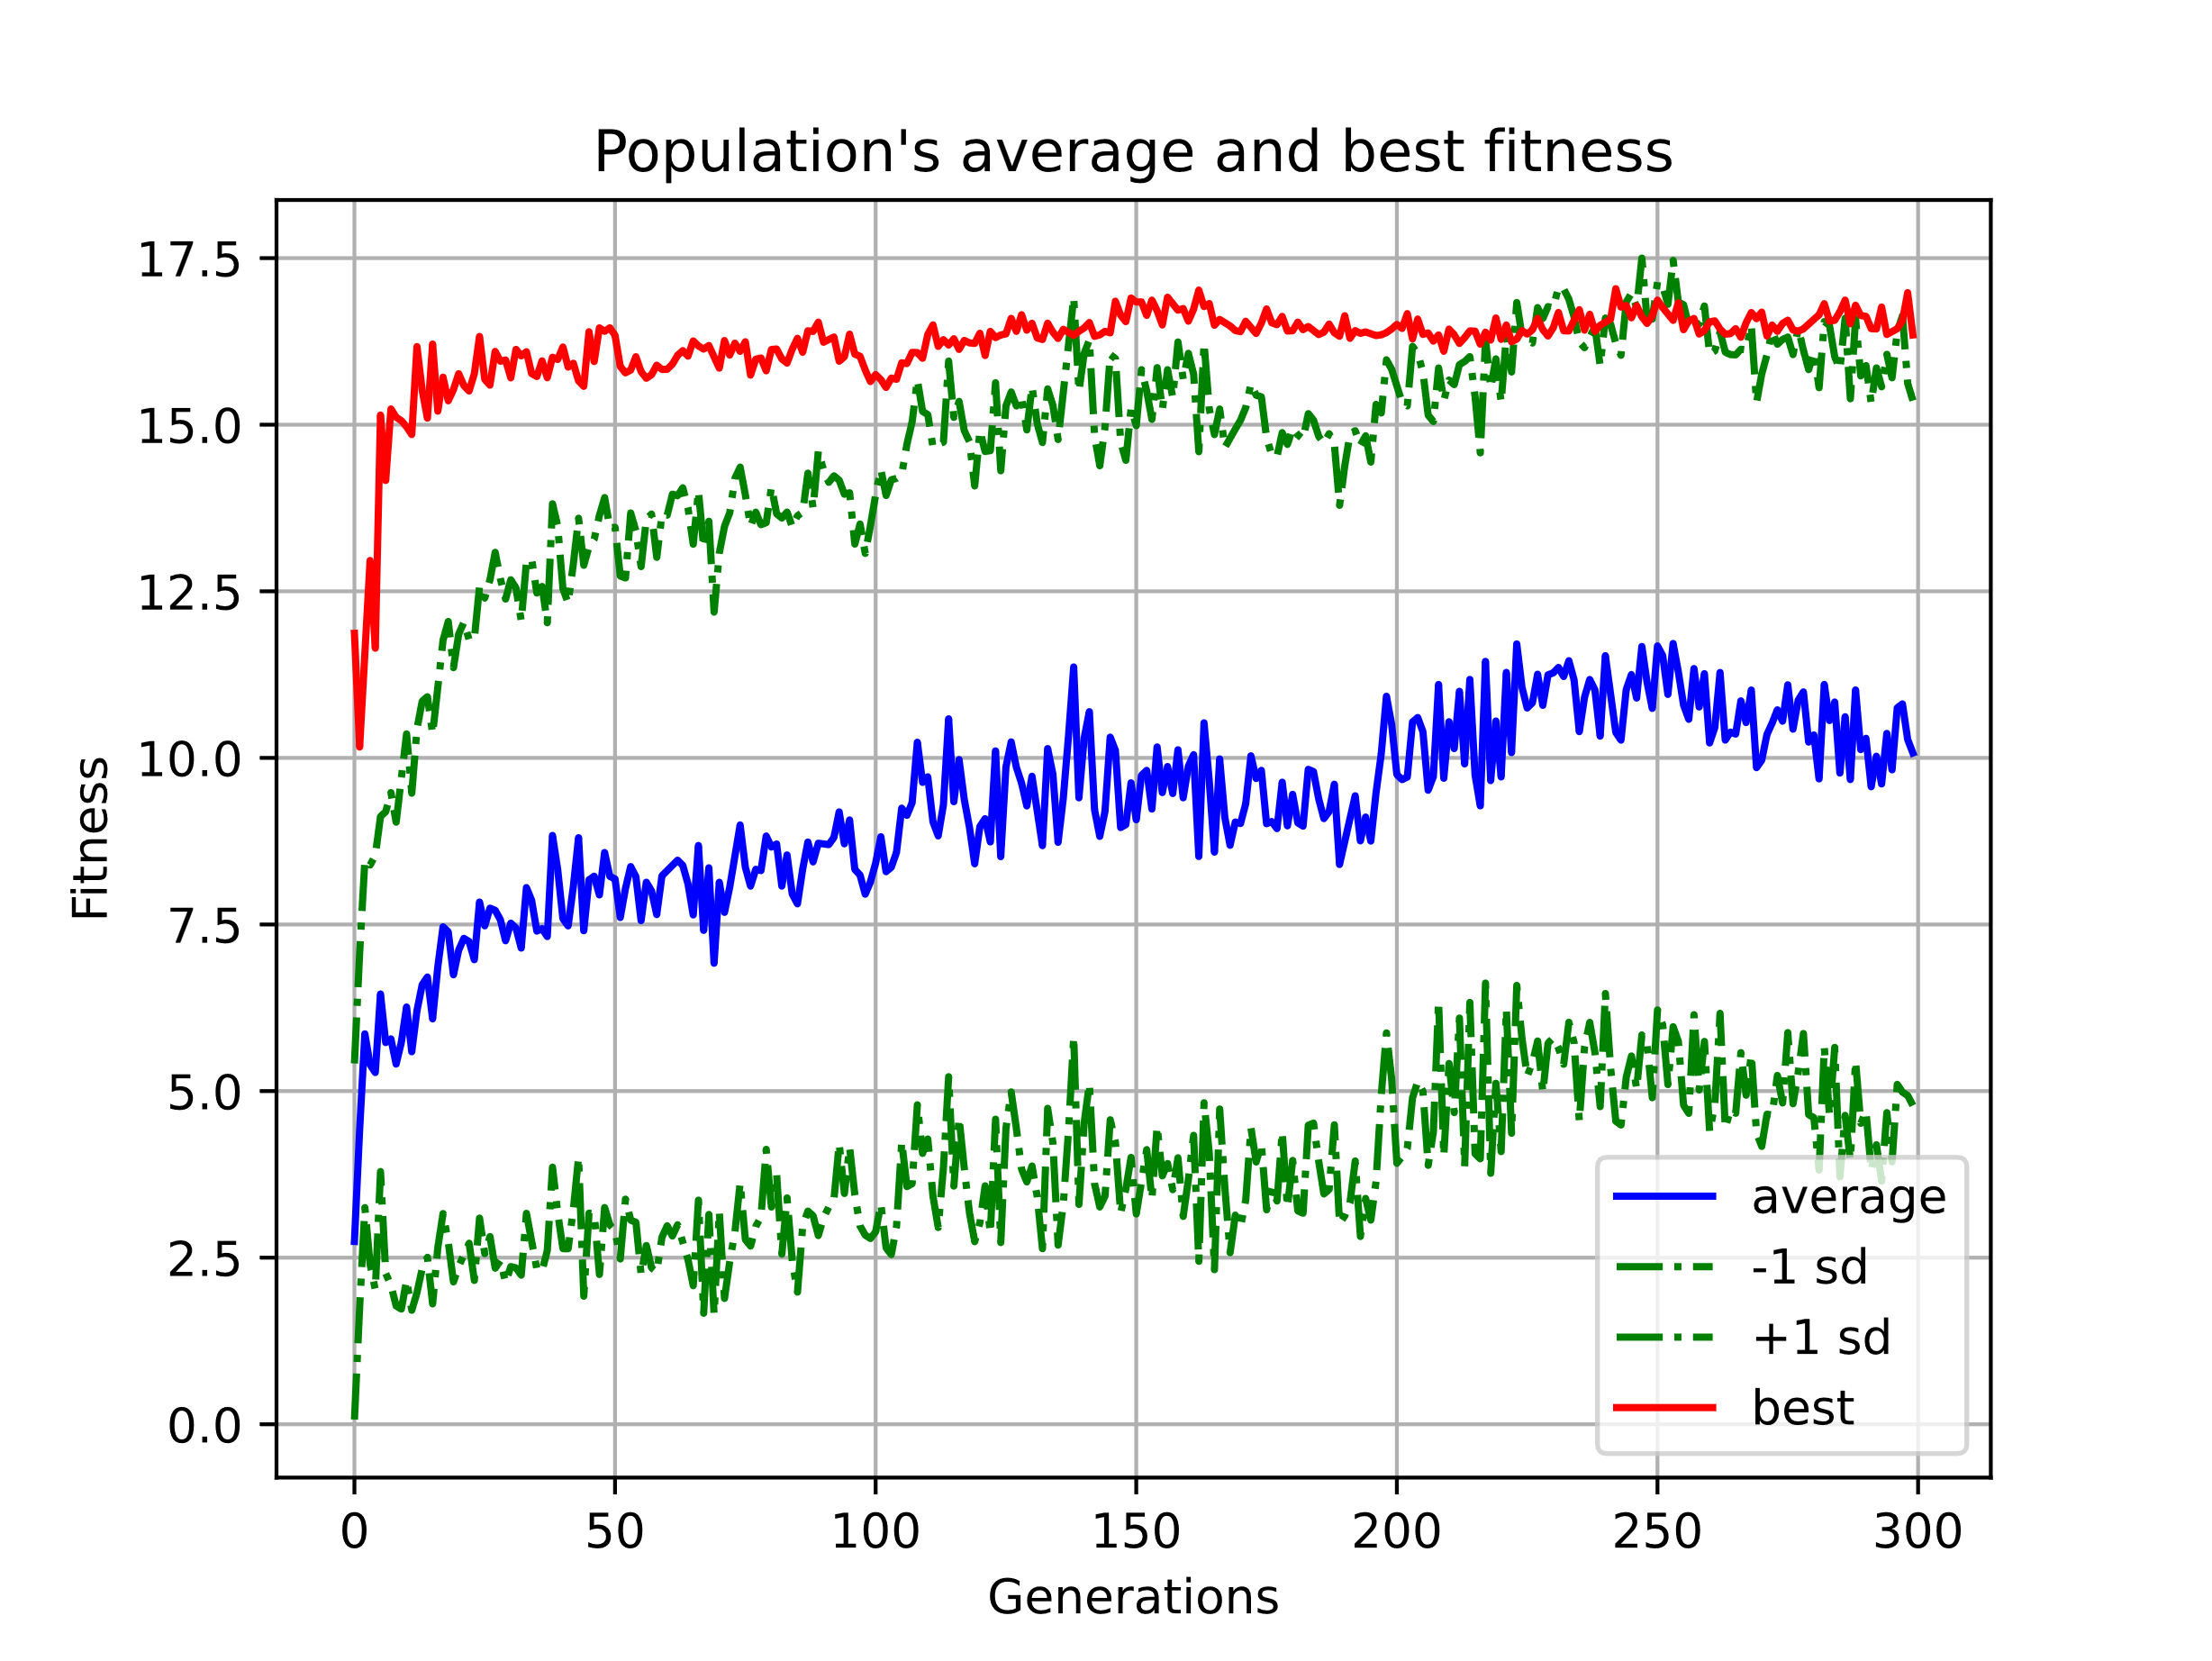 Population's average and best fitness
17.5
15.0
12.5
10.0
7.5
5.0
2.5
0.0
Fitness
0 50 100 150 200 250 300
Generations
average
-1 sd
+1 sd
best